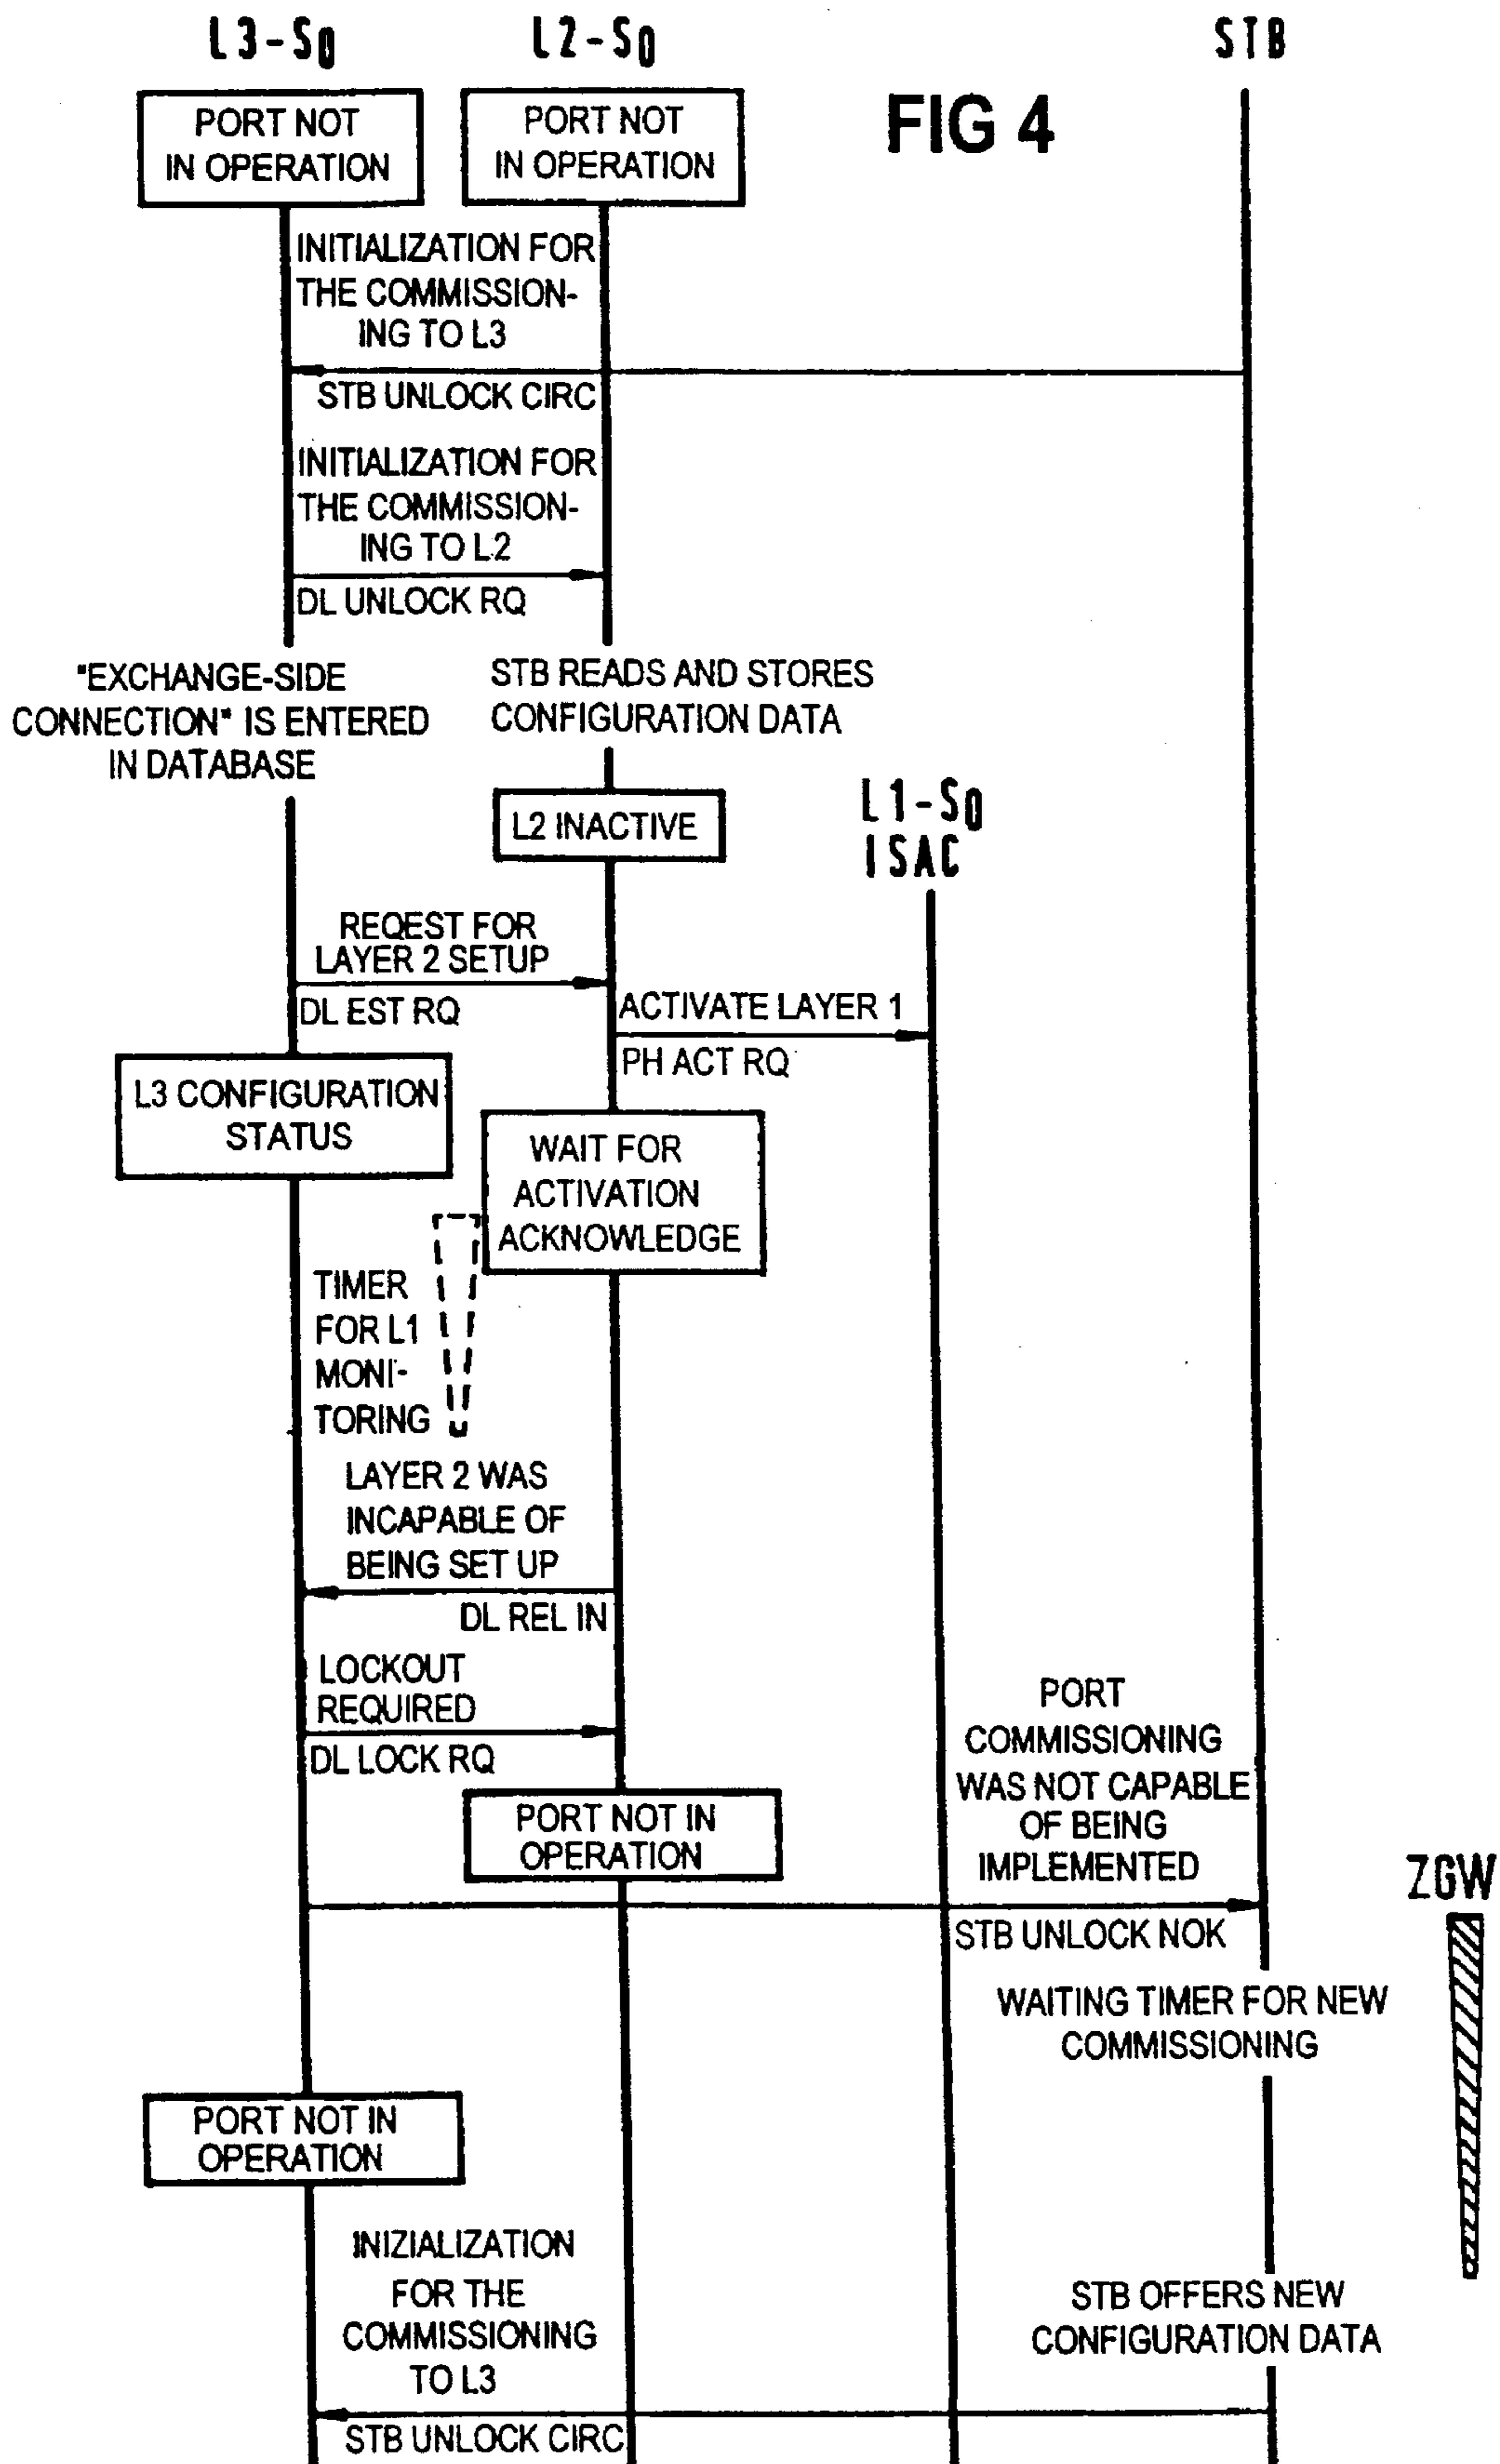 L3-S0
L2-S0
STB
PORT NOT
IN OPERATION
PORT NOT
IN OPERATION
FIG 4
INITIALIZATION FOR
THE COMMISSION-
ING TO L3
STB UNLOCK CIRC
INITIALIZATION FOR
THE COMMISSION-
ING TO L2
DL UNLOCK RQ
"EXCHANGE-SIDE
CONNECTION" IS ENTERED
IN DATABASE
STB READS AND STORES
CONFIGURATION DATA
L2 INACTIVE
L1-S0
ISAC
REQEST FOR
LAYER 2 SETUP
DL EST RQ
ACTIVATE LAYER 1
PH ACT RQ
L3 CONFIGURATION
STATUS
WAIT FOR
ACTIVATION
ACKNOWLEDGE
TIMER
FOR L1
MONI-
TORING
LAYER 2 WAS
INCAPABLE OF
BEING SET UP
DL REL IN
LOCKOUT
REQUIRED
DL LOCK RQ
PORT
COMMISSIONING
WAS NOT CAPABLE
OF BEING
IMPLEMENTED
PORT NOT IN
OPERATION
STB UNLOCK NOK
ZGW
WAITING TIMER FOR NEW
COMMISSIONING
PORT NOT IN
OPERATION
INIZIALIZATION
FOR THE
COMMISSIONING
TO L3
STB OFFERS NEW
CONFIGURATION DATA
STB UNLOCK CIRC